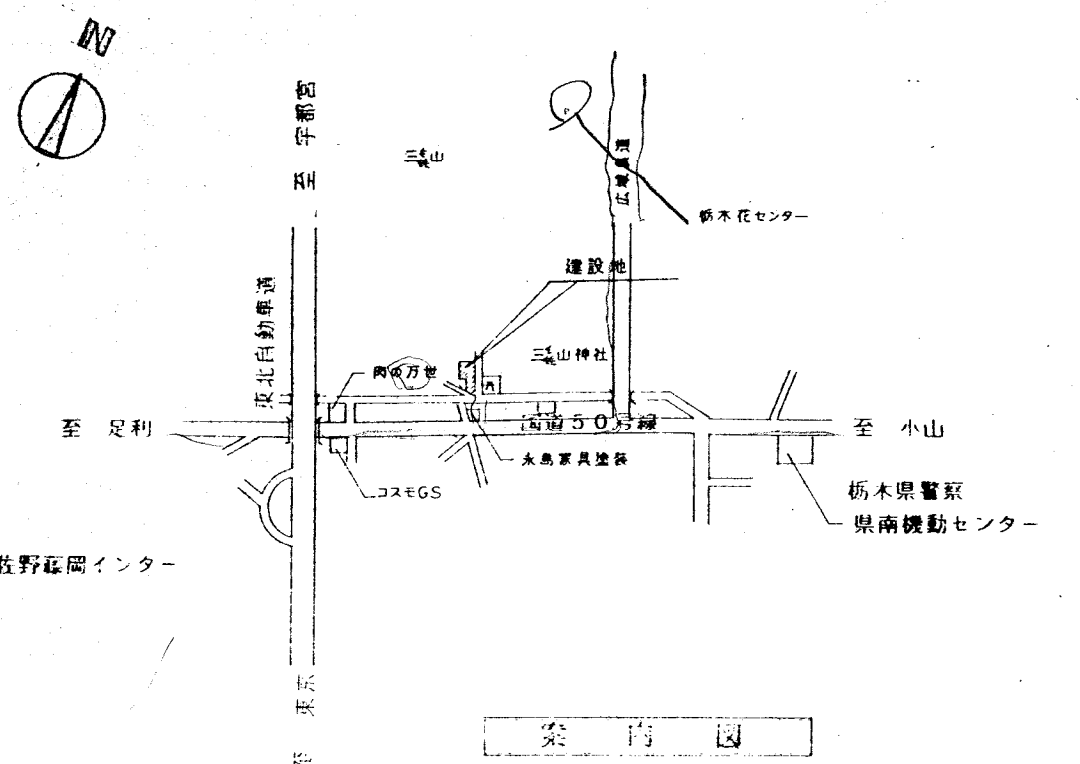 N
至 宇都宮
三毳山
広域農道
栃木花センター
建設地
東北自動車道
三毳山神社
肉の万世
至 足利
国道50号線
至 小山
永島家具塗装
コスモGS
栃木県警察
県南機動センター
佐野藤岡インター
至 東京
案内図